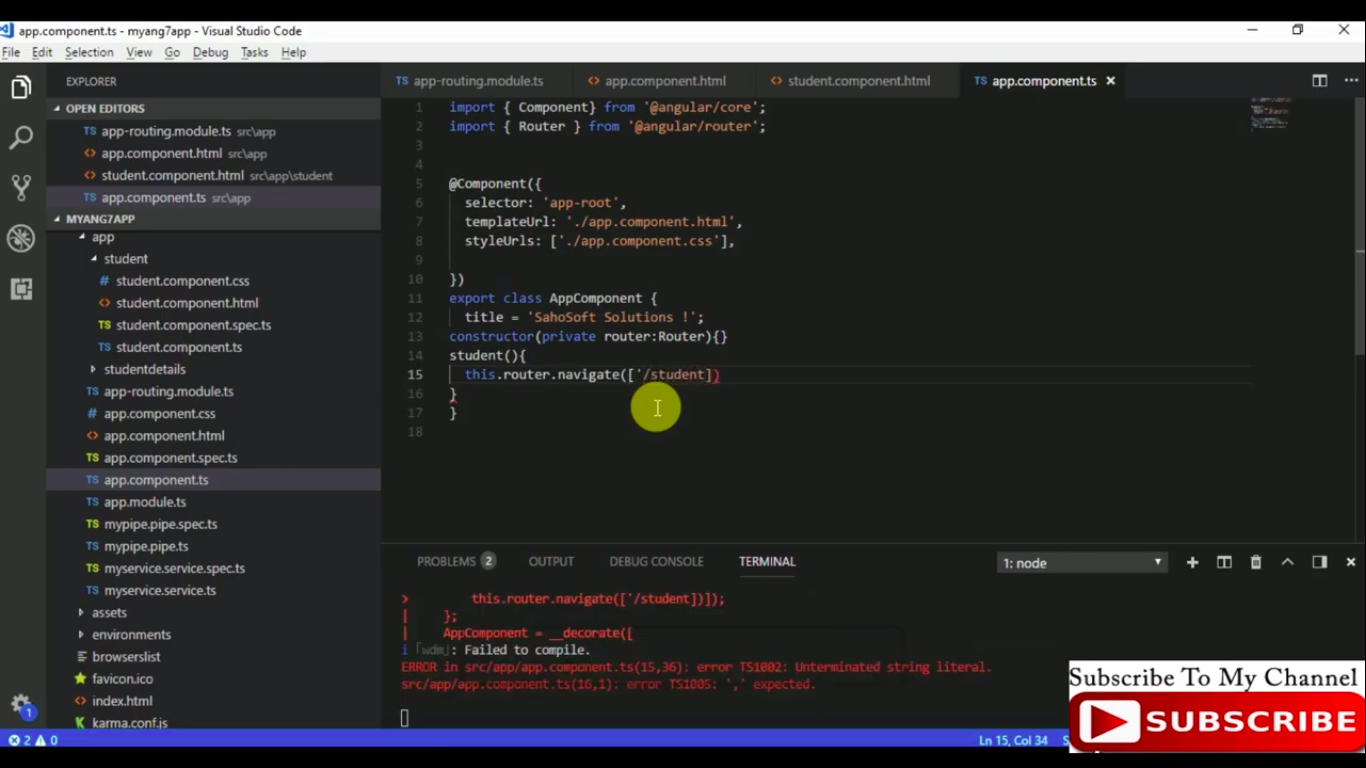 app.component.ts - myang7app - Visual Studio Code
File Edit Selection View Go Debug Tasks Help
EXPLORER
OPEN EDITORS
TS app-routing.module.ts src\app
<> app.component.html src\app
<> student.component.html src\app\student
TS app.component.ts src\app
MYANG7APP
app
student
# student.component.css
<> student.component.html
TS student.component.spec.ts
TS student.component.ts
studentdetails
TS app-routing.module.ts
# app.component.css
<> app.component.html
TS app.component.spec.ts
TS app.component.ts
TS app.module.ts
TS mypipe.pipe.spec.ts
TS mypipe.pipe.ts
TS myservice.service.spec.ts
TS myservice.service.ts
assets
environments
browserslist
favicon.ico
<> index.html
karma.conf.js
1
TS app-routing.module.ts <> app.component.html <> student.component.html TS app.component.ts ×
1 import { Component} from '@angular/core';
2 import { Router } from '@angular/router';
3
4
5 @Component({
6 selector: 'app-root',
7 templateUrl: './app.component.html',
8 styleUrls: ['./app.component.css'],
9
10 })
11 export class AppComponent {
12 title = 'SahoSoft Solutions !';
13 constructor(private router:Router){}
14 student(){
15 this.router.navigate(['/student])
16 }
17 }
18
PROBLEMS 2 OUTPUT DEBUG CONSOLE TERMINAL 1: node
> this.router.navigate(['/student])]);
| };
| AppComponent = __decorate([
i ｢wdm｣: Failed to compile.
ERROR in src/app/app.component.ts(15,36): error TS1002: Unterminated string literal.
src/app/app.component.ts(16,1): error TS1005: ',' expected.
2 0 Ln 15, Col 34
Subscribe To My Channel
SUBSCRIBE